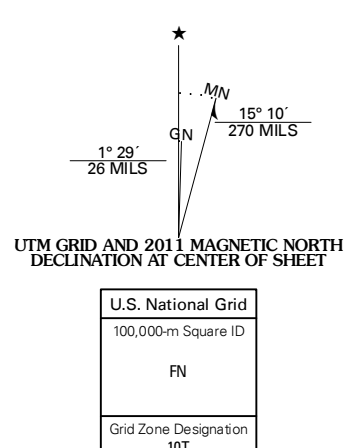 ★
MN
GN
15° 10´
270 MILS
1° 29´
26 MILS
UTM GRID AND 2011 MAGNETIC NORTH
DECLINATION AT CENTER OF SHEET
U.S. National Grid
100,000-m Square ID
FN
Grid Zone Designation
10T